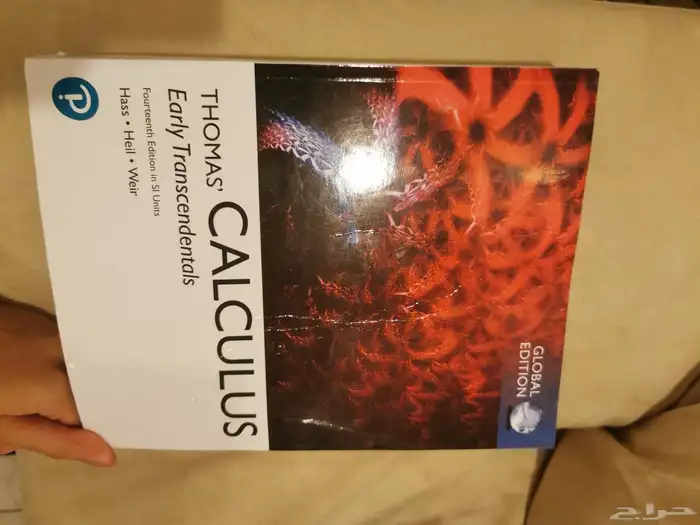 GLOBAL
EDITION
THOMAS'
CALCULUS
Early Transcendentals
Fourteenth Edition in SI Units
Hass • Heil • Weir
P
حراج